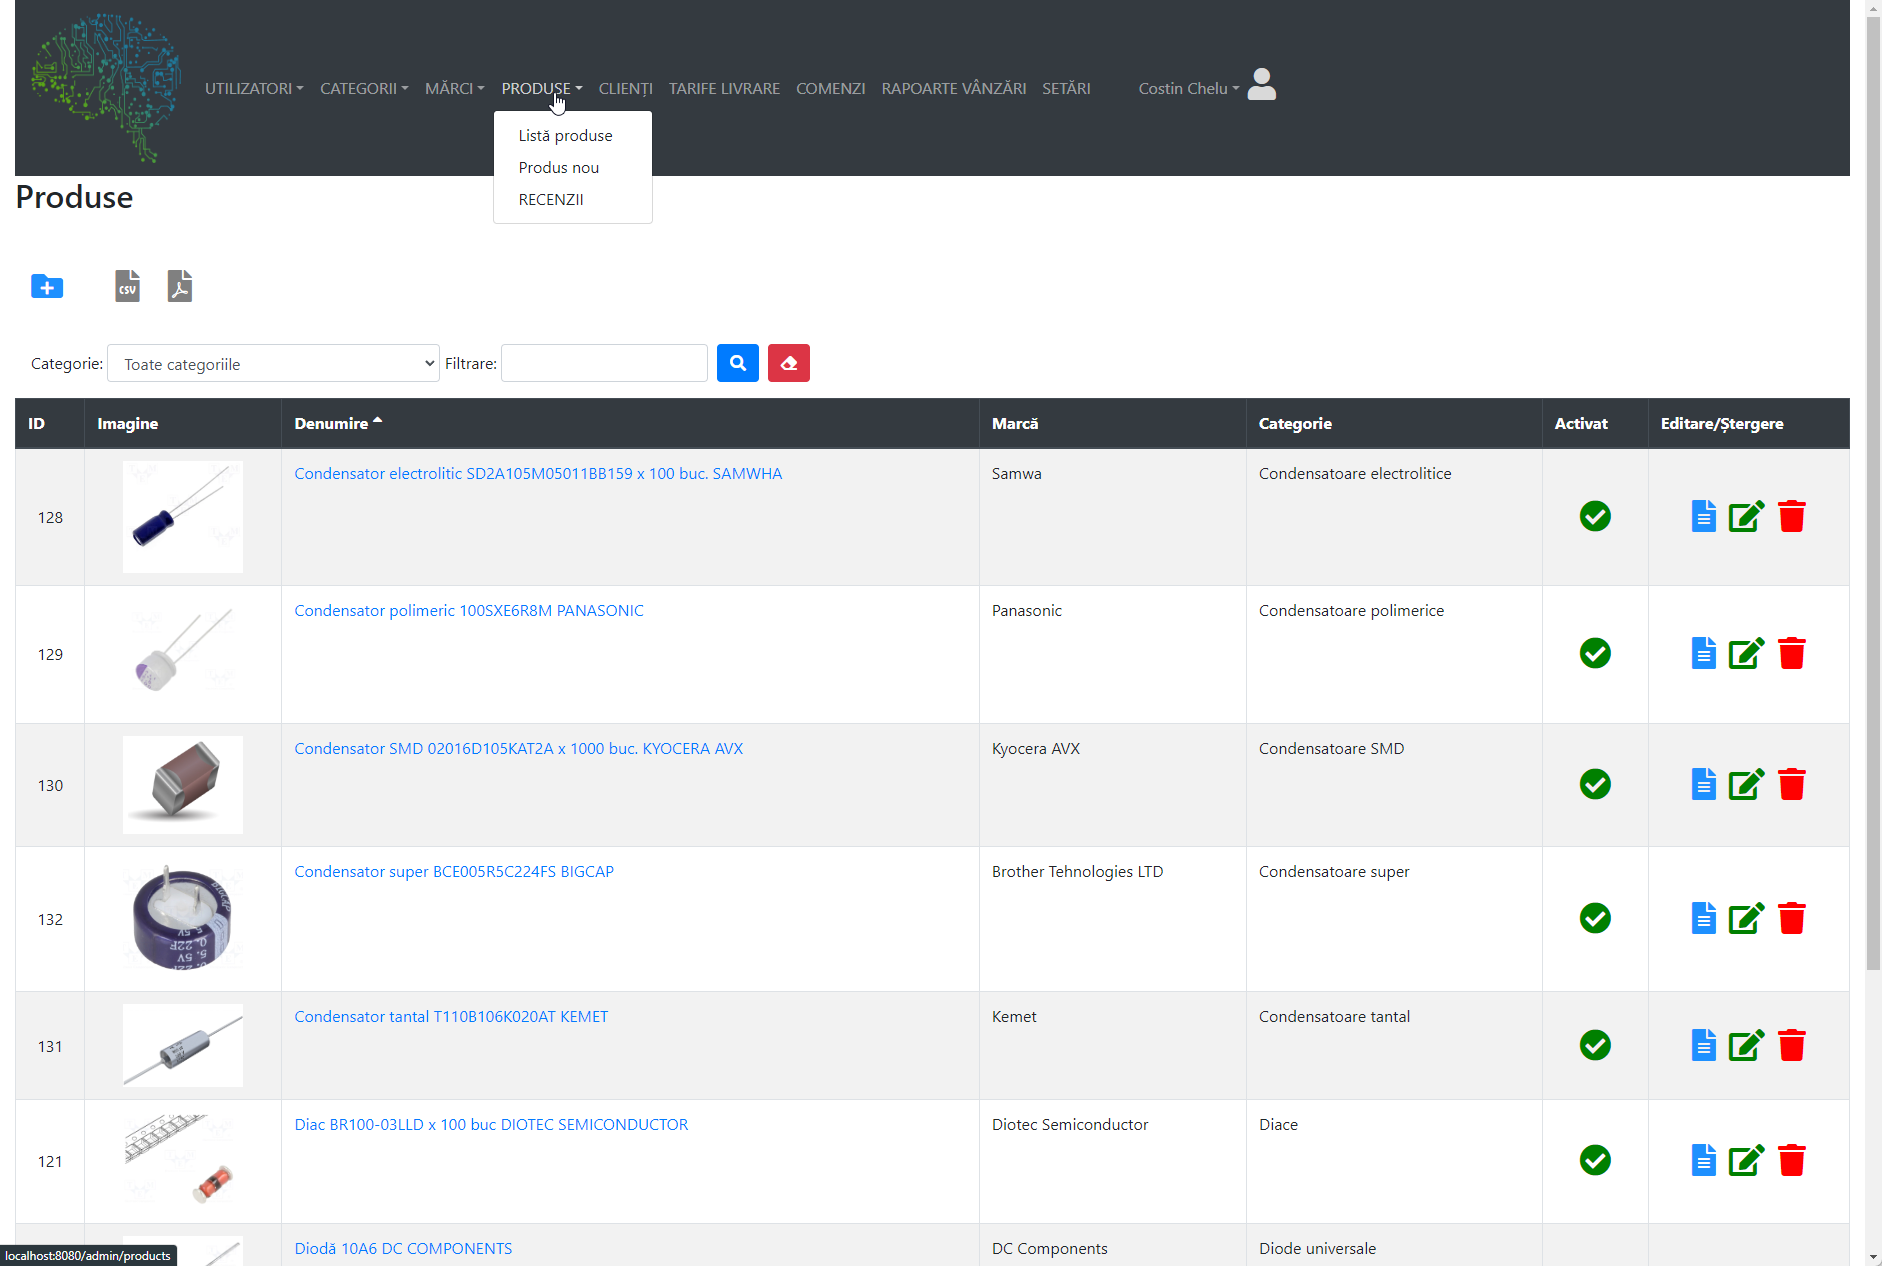 UTILIZATORI CATEGORII MĂRCI PRODUSE CLIENȚI TARIFE LIVRARE COMENZI RAPOARTE VÂNZĂRI SETĂRI Costin Chelu
Listă produse
Produs nou
RECENZII
Produse
CSV
Categorie: Toate categoriile Filtrare:
ID Imagine Denumire Marcă Categorie Activat Editare/Ștergere
128 Condensator electrolitic SD2A105M05011BB159 x 100 buc. SAMWHA Samwa Condensatoare electrolitice
129 Condensator polimeric 100SXE6R8M PANASONIC Panasonic Condensatoare polimerice
130 Condensator SMD 02016D105KAT2A x 1000 buc. KYOCERA AVX Kyocera AVX Condensatoare SMD
132 Condensator super BCE005R5C224FS BIGCAP Brother Tehnologies LTD Condensatoare super
131 Condensator tantal T110B106K020AT KEMET Kemet Condensatoare tantal
121 Diac BR100-03LLD x 100 buc DIOTEC SEMICONDUCTOR Diotec Semiconductor Diace
Diodă 10A6 DC COMPONENTS DC Components Diode universale
localhost:8080/admin/products